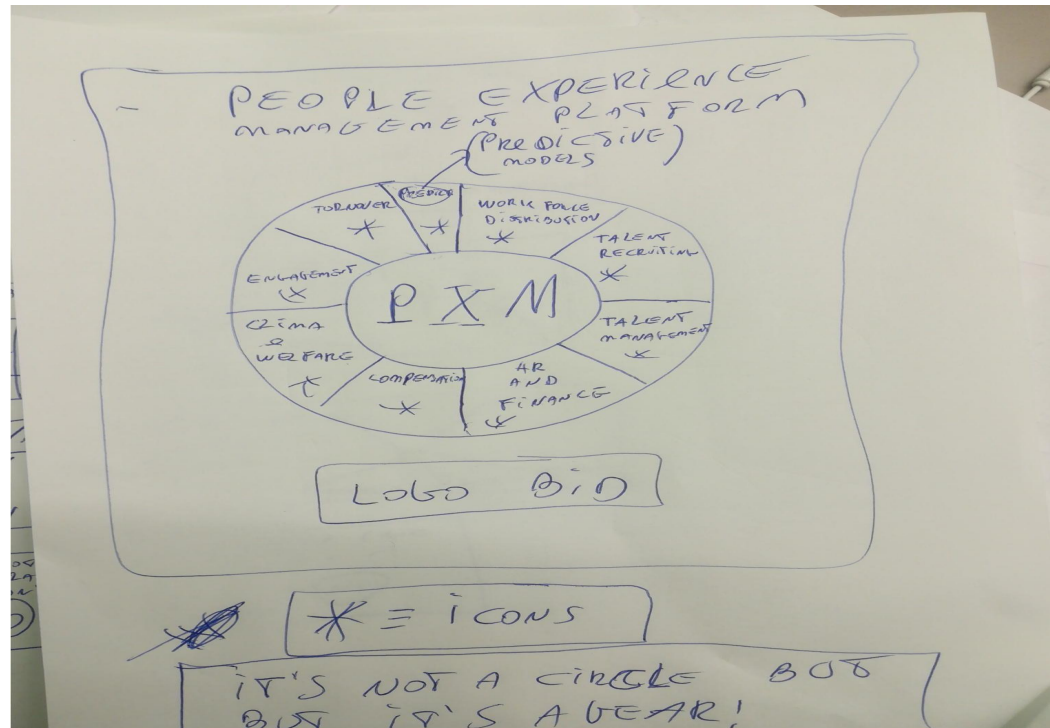 PEOPLE EXPERIENCE
MANAGEMENT PLATFORM
(PREDICTIVE)
MODELS
TURNOVER
WORK FORCE
DISTRIBUTION
TALENT
RECRUITING
ENGAGEMENT
PXM
CLIMA
&
WELFARE
TALENT
MANAGEMENT
COMPENSATION
HR
AND
FINANCE
LOGO BID
* = ICONS
IT'S NOT A CIRCLE BUT
BUT IT'S A GEAR!